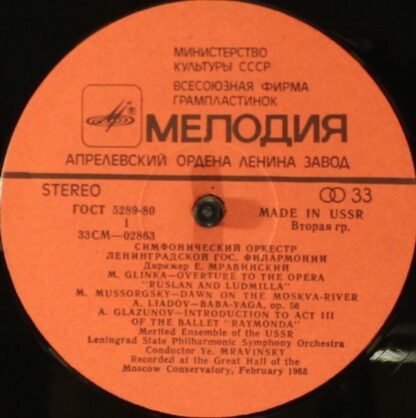 МИНИСТЕРСТВО
КУЛЬТУРЫ СССР
ВСЕСОЮЗНАЯ ФИРМА
ГРАМПЛАСТИНОК
МЕЛОДИЯ
АПРЕЛЕВСКИЙ ОРДЕНА ЛЕНИНА ЗАВОД
STEREO 33
ГОСТ 5289-80 MADE IN USSR
1 Вторая гр.
33СМ—02863
СИМФОНИЧЕСКИЙ ОРКЕСТР
ЛЕНИНГРАДСКОЙ ГОС. ФИЛАРМОНИИ
Дирижер Е. МРАВИНСКИЙ
M. GLINKA—OVERTURE TO THE OPERA
"RUSLAN AND LUDMILLA"
M. MUSSORGSKY—DAWN ON THE MOSKVA-RIVER
A. LIADOV—BABA-YAGA, op. 56
A. GLAZUNOV—INTRODUCTION TO ACT III
OF THE BALLET "RAYMONDA"
Merited Ensemble of the USSR
Leningrad State Philharmonic Symphony Orchestra
Conductor Ye. MRAVINSKY
Recorded at the Great Hall of the
Moscow Conservatory, February 1965